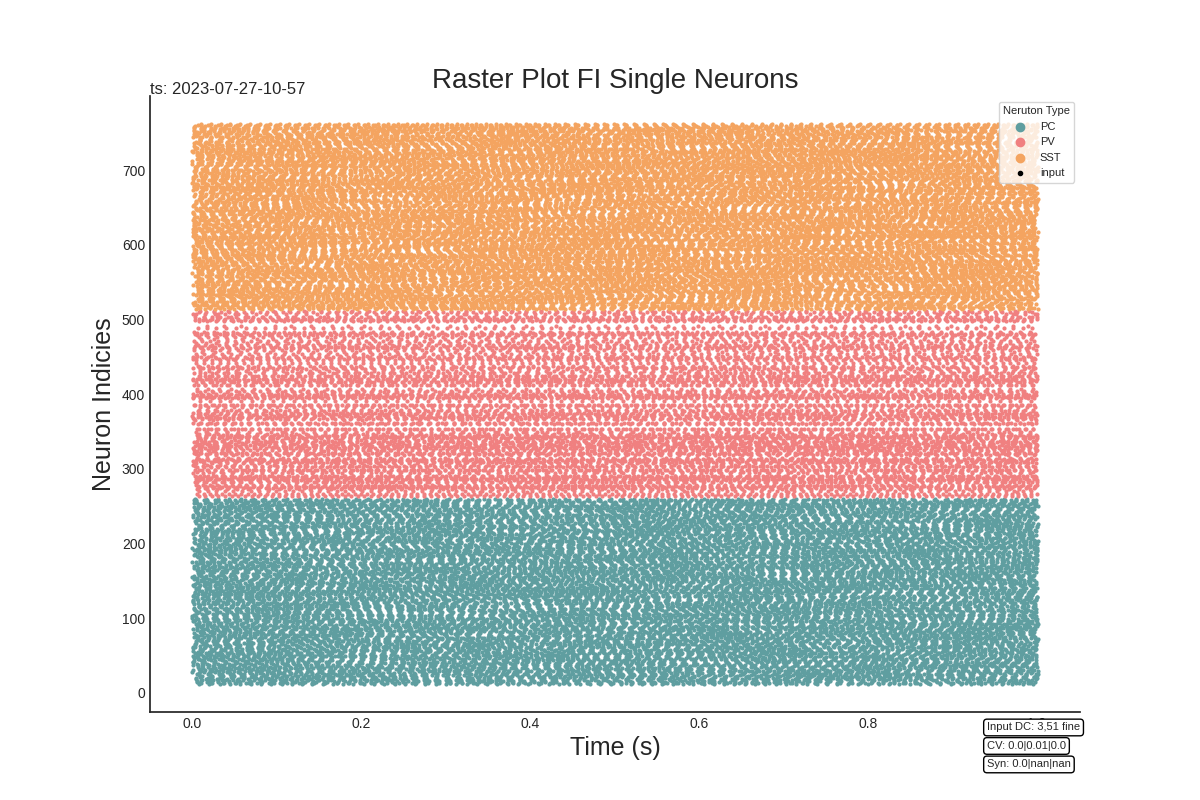 Raster Plot FI Single Neurons
ts: 2023-07-27-10-57
Neruton Type
PC
PV
SST
input
Neuron Indicies
700
600
500
400
300
200
100
0
0.0 0.2 0.4 0.6 0.8
Time (s)
Input DC: 3,51 fine
CV: 0.0|0.01|0.0
Syn: 0.0|nan|nan